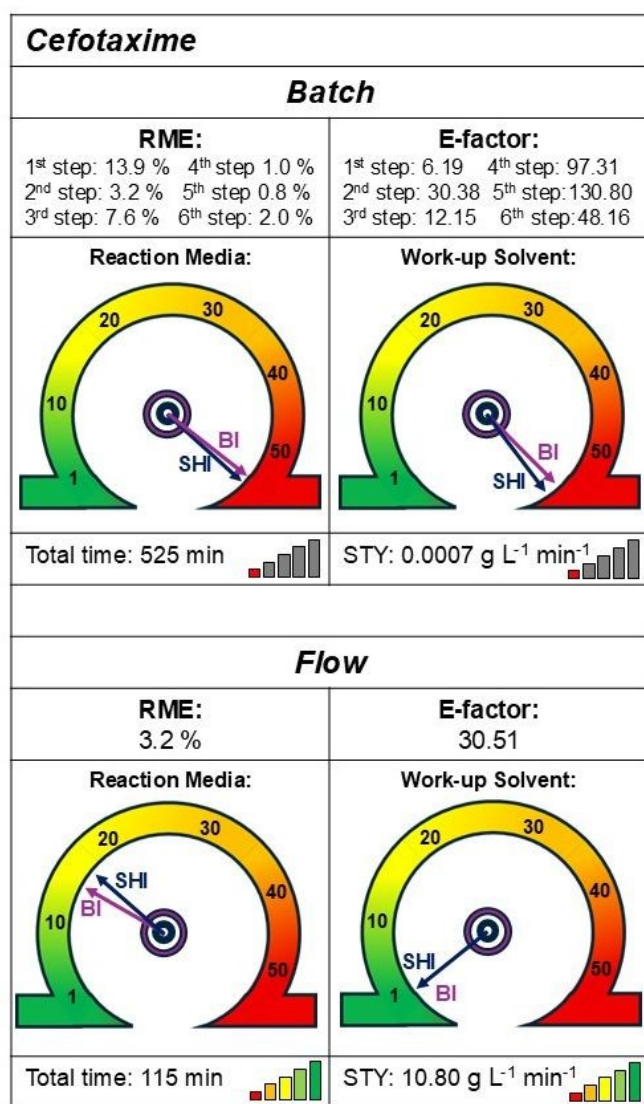 Cefotaxime
Batch
RME:
1st step: 13.9 % 4th step 1.0 %
2nd step: 3.2 % 5th step 0.8 %
3rd step: 7.6 % 6th step: 2.0 %
E-factor:
1st step: 6.19 4th step: 97.31
2nd step: 30.38 5th step:130.80
3rd step: 12.15 6th step:48.16
Reaction Media:
1 10 20 30 40 50
BI
SHI
Work-up Solvent:
1 10 20 30 40 50
BI
SHI
Total time: 525 min
STY: 0.0007 g L-1 min-1
Flow
RME:
3.2 %
E-factor:
30.51
Reaction Media:
1 10 20 30 40 50
SHI
BI
Work-up Solvent:
1 10 20 30 40 50
SHI
BI
Total time: 115 min
STY: 10.80 g L-1 min-1